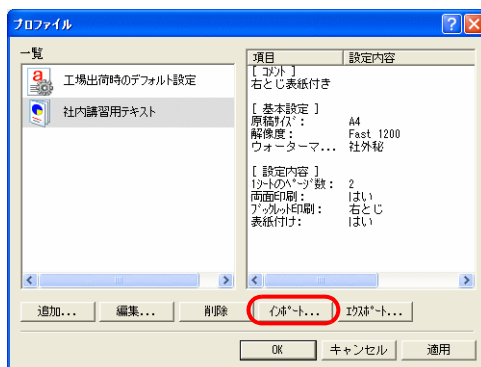 プロファイル
一覧
工場出荷時のデフォルト設定
社内講習用テキスト
項目 設定内容
[ コメント ]
右とじ表紙付き
[ 基本設定 ]
原稿ｻｲｽﾞ: A4
解像度: Fast 1200
ウォーターマ... 社外秘
[ 設定内容 ]
1ｼｰﾄのﾍﾟｰｼﾞ数: 2
両面印刷: はい
ﾌﾞｯｸﾚｯﾄ印刷: 右とじ
表紙付け: はい
追加... 編集... 削除 ｲﾝﾎﾟｰﾄ... ｴｸｽﾎﾟｰﾄ...
OK キャンセル 適用